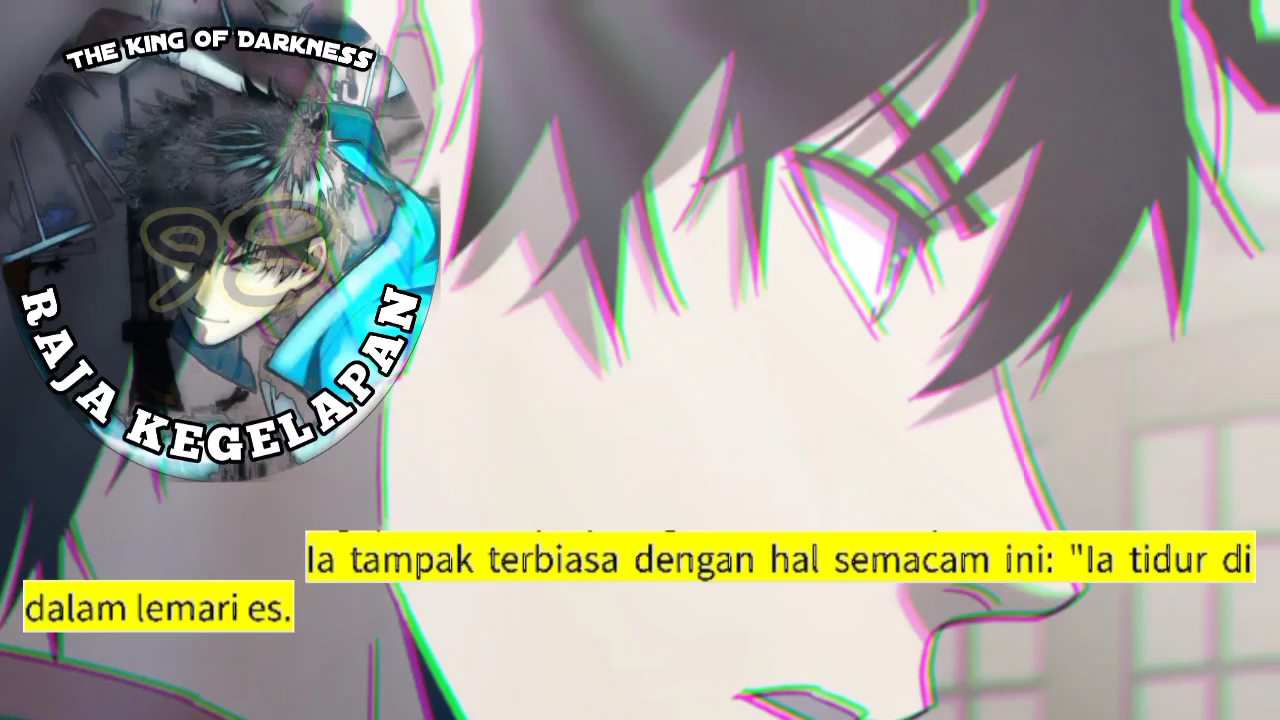 THE KING OF DARKNESS
RAJA KEGELAPAN
Ia tampak terbiasa dengan hal semacam ini: "Ia tidur di
dalam lemari es.